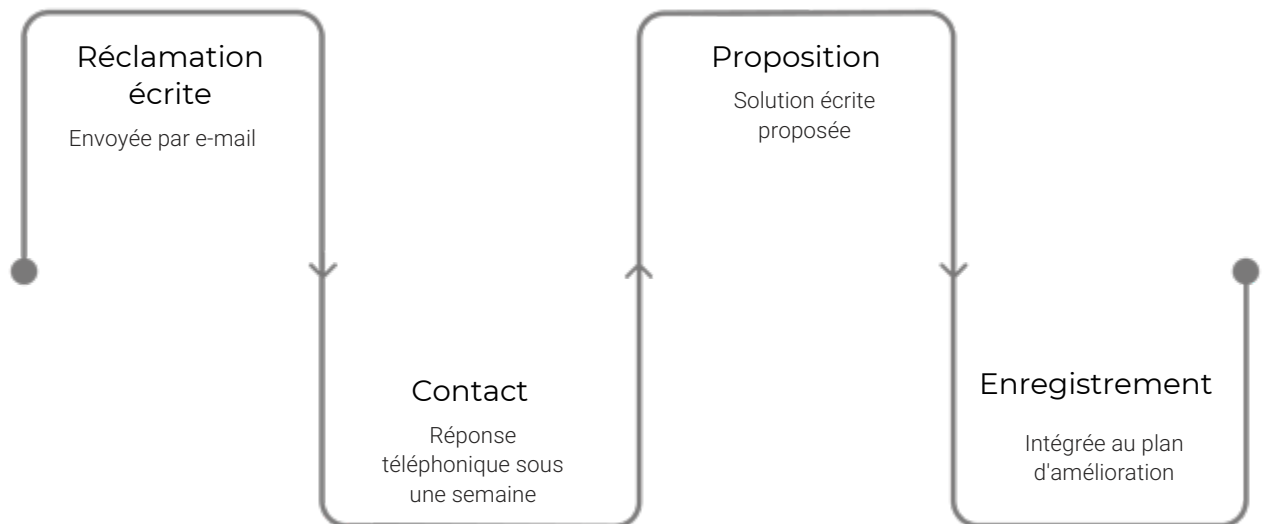 Réclamation
écrite
Envoyée par e-mail
Contact
Réponse
téléphonique sous
une semaine
Proposition
Solution écrite
proposée
Enregistrement
Intégrée au plan
d'amélioration